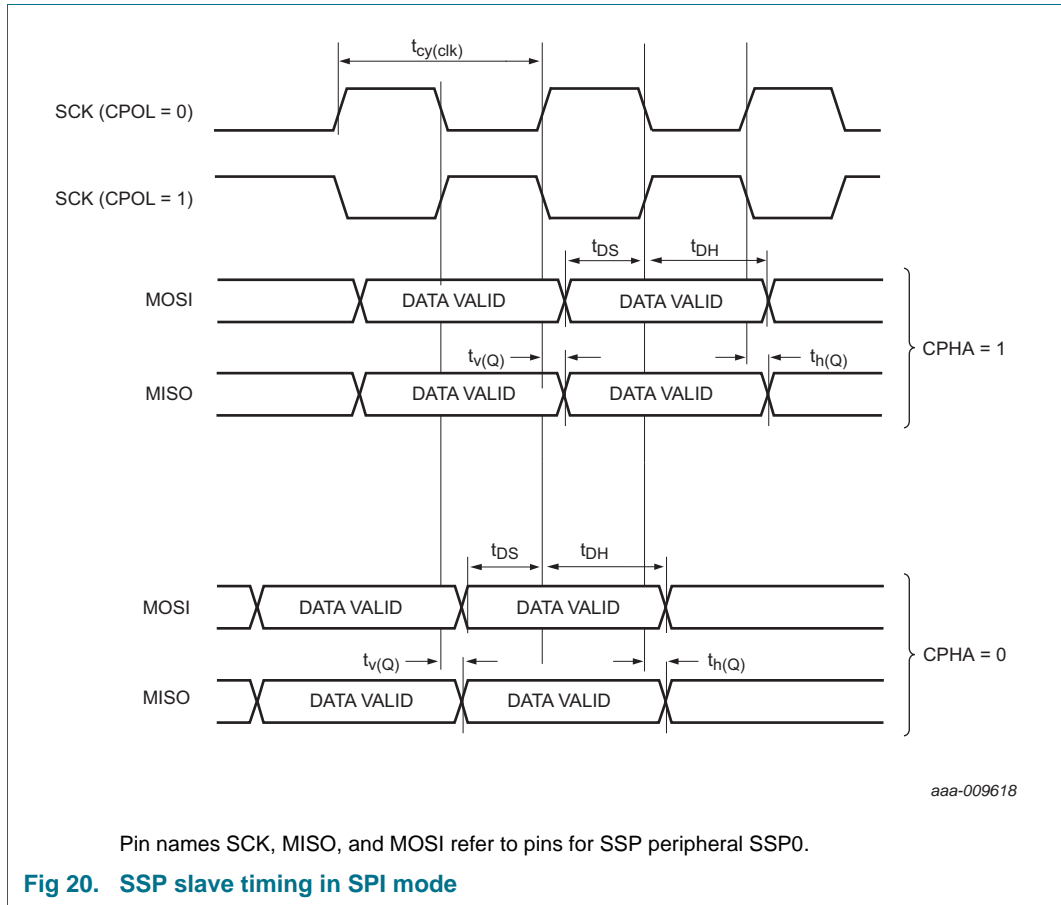 tcy(clk)
SCK (CPOL = 0)
SCK (CPOL = 1)
tDS tDH
MOSI DATA VALID DATA VALID
CPHA = 1
tv(Q) th(Q)
MISO DATA VALID DATA VALID
tDS tDH
MOSI DATA VALID DATA VALID
CPHA = 0
tv(Q) th(Q)
MISO DATA VALID DATA VALID
aaa-009618
Pin names SCK, MISO, and MOSI refer to pins for SSP peripheral SSP0.
Fig 20. SSP slave timing in SPI mode